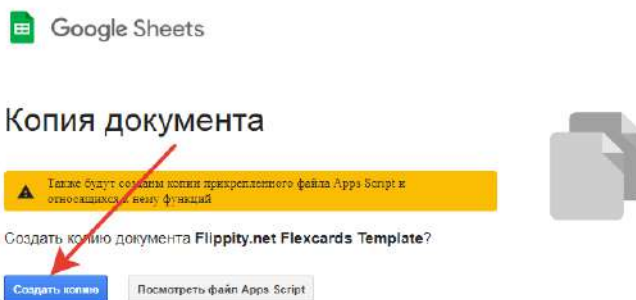 Google Sheets
Копия документа
Также будут созданы копии прикрепленного файла Apps Script и
относящихся к нему функций
Создать копию документа Flippity.net Flexcards Template?
Создать копию
Посмотреть файл Apps Script